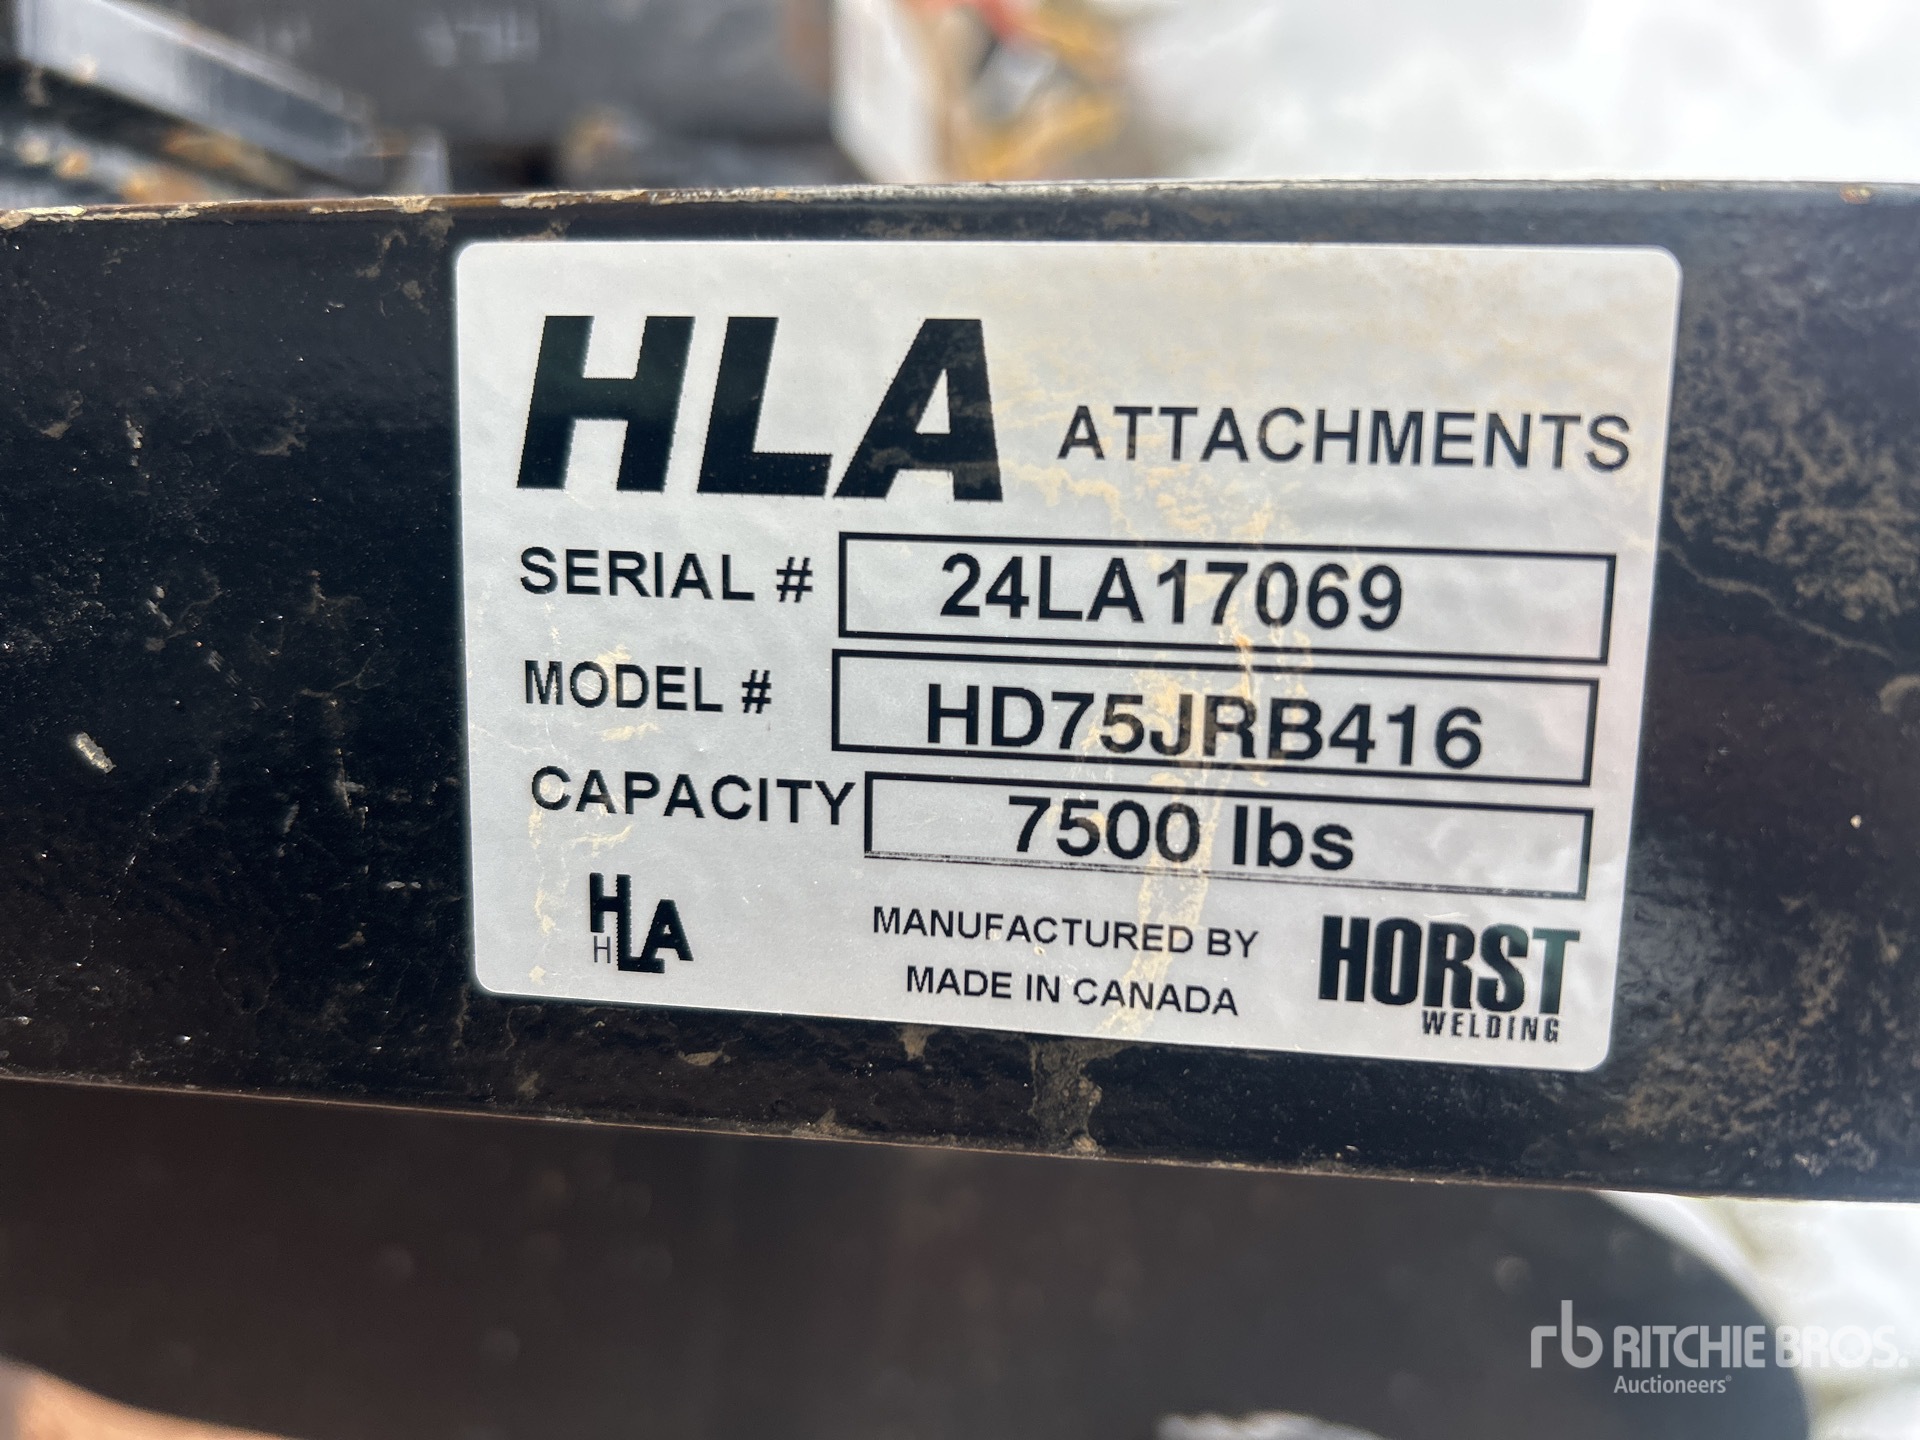 HLA ATTACHMENTS
SERIAL # 24LA17069
MODEL # HD75JRB416
CAPACITY 7500 lbs
HLA
H
MANUFACTURED BY
MADE IN CANADA
HORST
WELDING
rb RITCHIE BROS.
Auctioneers®